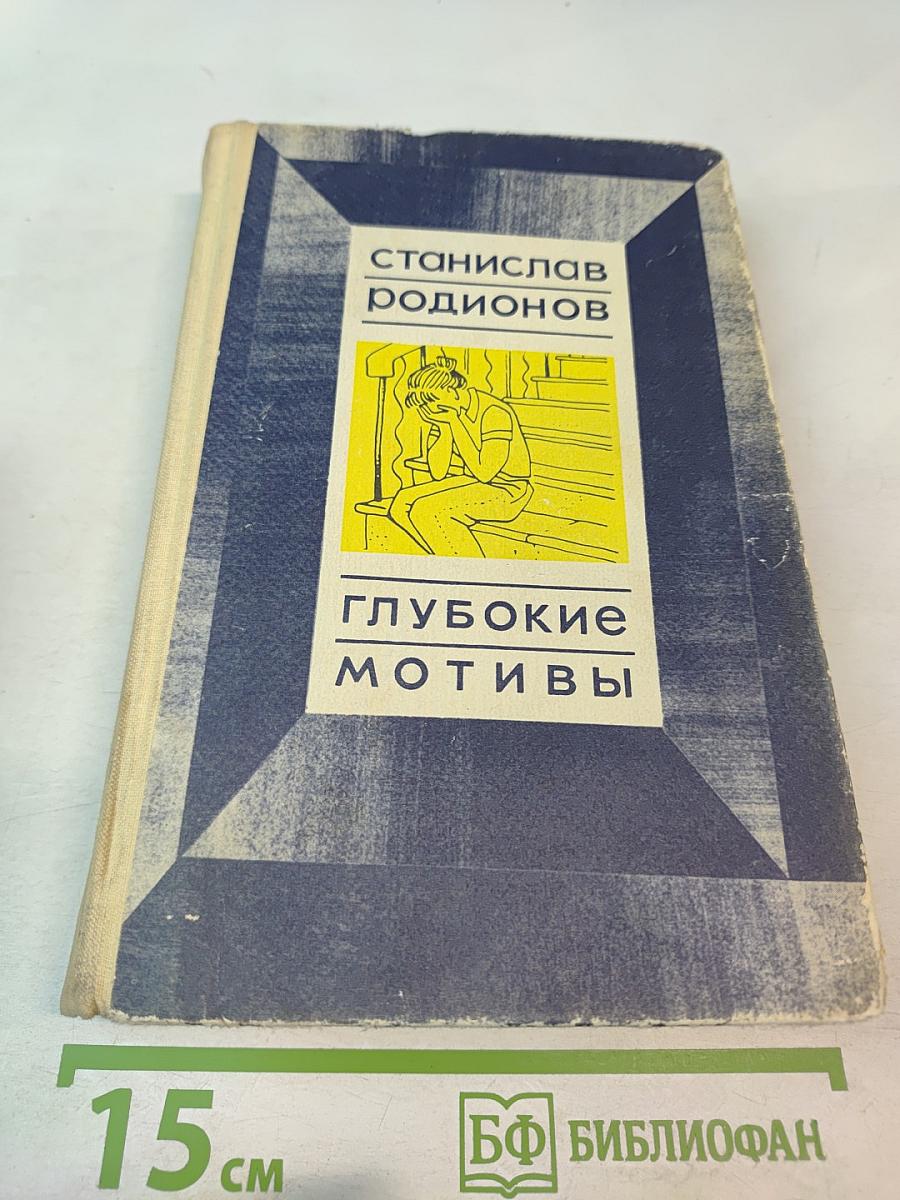 СТАНИСЛАВ
РОДИОНОВ
ГЛУБОКИЕ
МОТИВЫ
15 см
БФ БИБЛИОФАН